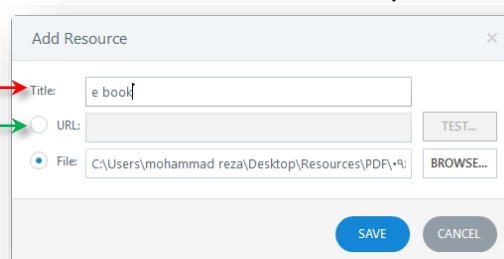 Add Resource
Title: e book
URL: TEST...
File: C:\Users\mohammad reza\Desktop\Resources\PDF\ BROWSE...
SAVE CANCEL